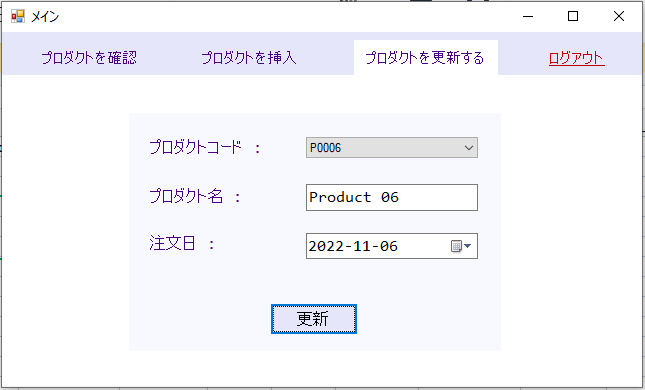 メイン
プロダクトを確認 プロダクトを挿入 プロダクトを更新する ログアウト
プロダクトコード : P0006
プロダクト名 : Product 06
注文日 : 2022-11-06
更新